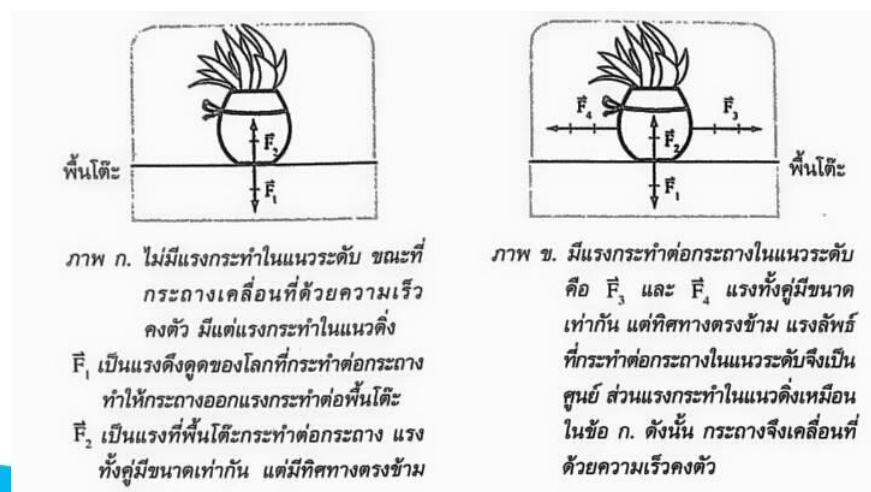 F₂
F₁
พื้นโต๊ะ
ภาพ ก. ไม่มีแรงกระทำในแนวระดับ ขณะที่
กระถางเคลื่อนที่ด้วยความเร็ว
คงตัว มีแต่แรงกระทำในแนวดิ่ง
F⃗₁ เป็นแรงดึงดูดของโลกที่กระทำต่อกระถาง
ทำให้กระถางออกแรงกระทำต่อพื้นโต๊ะ
F⃗₂ เป็นแรงที่พื้นโต๊ะกระทำต่อกระถาง แรง
ทั้งคู่มีขนาดเท่ากัน แต่มีทิศทางตรงข้าม
F⃗₄
F⃗₃
F⃗₂
F⃗₁
พื้นโต๊ะ
ภาพ ข. มีแรงกระทำต่อกระถางในแนวระดับ
คือ F⃗₃ และ F⃗₄ แรงทั้งคู่มีขนาด
เท่ากัน แต่ทิศทางตรงข้าม แรงลัพธ์
ที่กระทำต่อกระถางในแนวระดับจึงเป็น
ศูนย์ ส่วนแรงกระทำในแนวดิ่งเหมือน
ในข้อ ก. ดังนั้น กระถางจึงเคลื่อนที่
ด้วยความเร็วคงตัว